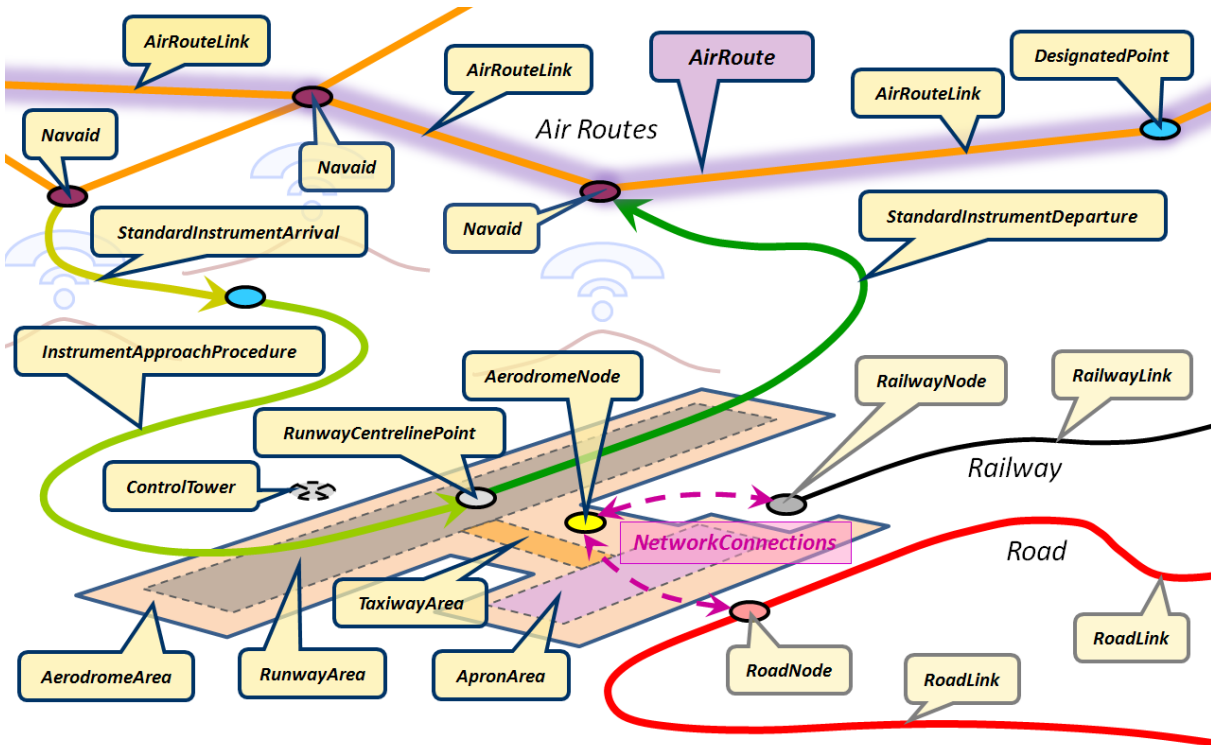 AirRouteLink
AirRouteLink
AirRoute
DesignatedPoint
AirRouteLink
Navaid
Air Routes
Navaid
StandardInstrumentArrival
Navaid
StandardInstrumentDeparture
InstrumentApproachProcedure
AerodromeNode
RailwayNode
RailwayLink
RunwayCentrelinePoint
ControlTower
Railway
NetworkConnections
Road
TaxiwayArea
RoadLink
AerodromeArea
RunwayArea
ApronArea
RoadNode
RoadLink